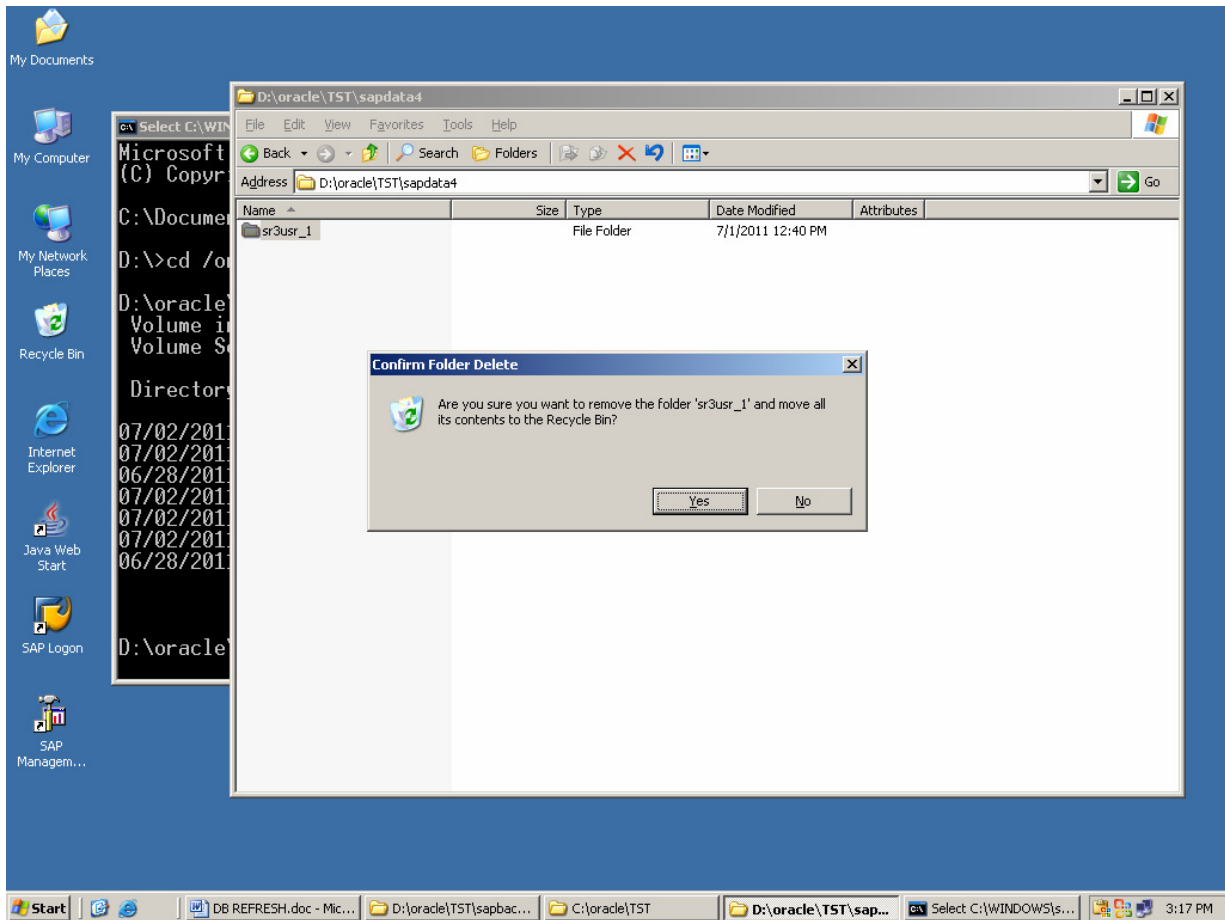 My Documents
My Computer
My Network
Places
Recycle Bin
Internet
Explorer
Java Web
Start
SAP Logon
SAP
Managem...
Select C:\WIN
Microsoft
(C) Copyr
C:\Docume
D:\>cd /o
D:\oracle
Volume i
Volume S
Director
07/02/201
07/02/201
06/28/201
07/02/201
07/02/201
07/02/201
06/28/201
D:\oracle
D:\oracle\TST\sapdata4
File Edit View Favorites Tools Help
Back Search Folders
Address D:\oracle\TST\sapdata4 Go
Name Size Type Date Modified Attributes
sr3usr_1 File Folder 7/1/2011 12:40 PM
Confirm Folder Delete
Are you sure you want to remove the folder 'sr3usr_1' and move all
its contents to the Recycle Bin?
Yes No
Start DB REFRESH.doc - Mic... D:\oracle\TST\sapbac... C:\oracle\TST D:\oracle\TST\sap... Select C:\WINDOWS\s... 3:17 PM